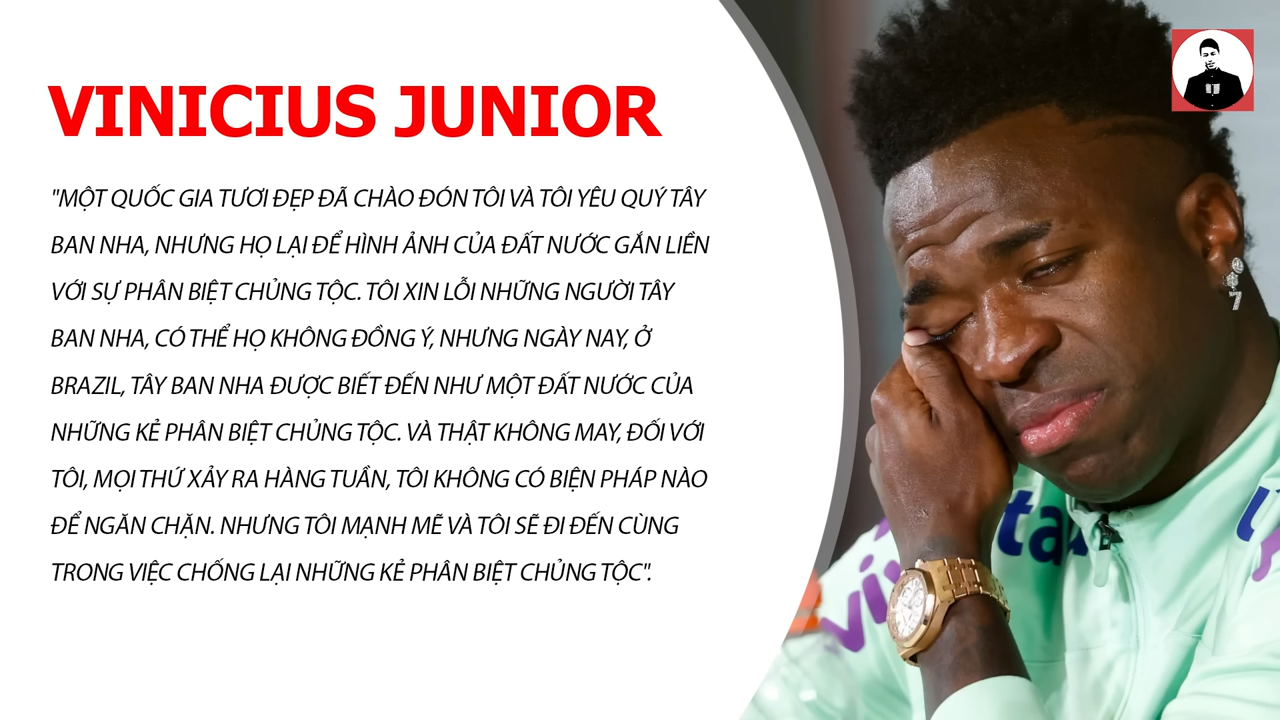 VINICIUS JUNIOR
"MỘT QUỐC GIA TƯƠI ĐẸP ĐÃ CHÀO ĐÓN TÔI VÀ TÔI YÊU QUÝ TÂY
BAN NHA, NHƯNG HỌ LẠI ĐỂ HÌNH ẢNH CỦA ĐẤT NƯỚC GẮN LIỀN
VỚI SỰ PHÂN BIỆT CHỦNG TỘC. TÔI XIN LỖI NHỮNG NGƯỜI TÂY
BAN NHA, CÓ THỂ HỌ KHÔNG ĐỒNG Ý, NHƯNG NGÀY NAY, Ở
BRAZIL, TÂY BAN NHA ĐƯỢC BIẾT ĐẾN NHƯ MỘT ĐẤT NƯỚC CỦA
NHỮNG KẺ PHÂN BIỆT CHỦNG TỘC. VÀ THẬT KHÔNG MAY, ĐỐI VỚI
TÔI, MỌI THỨ XẢY RA HÀNG TUẦN, TÔI KHÔNG CÓ BIỆN PHÁP NÀO
ĐỂ NGĂN CHẶN. NHƯNG TÔI MẠNH MẼ VÀ TÔI SẼ ĐI ĐẾN CÙNG
TRONG VIỆC CHỐNG LẠI NHỮNG KẺ PHÂN BIỆT CHỦNG TỘC".
7